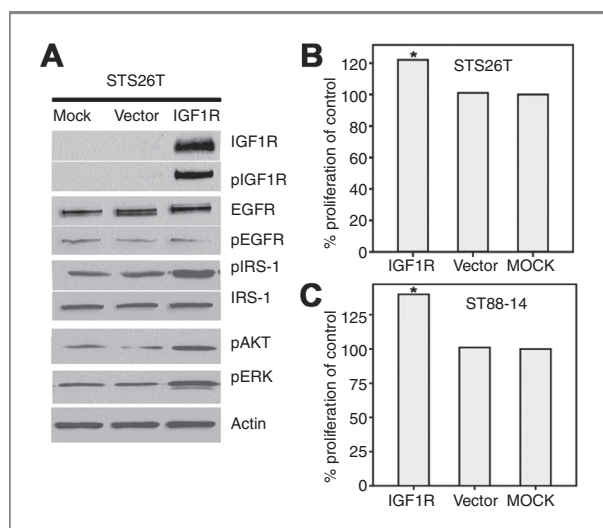 A
STS26T
Mock Vector IGF1R
IGF1R
pIGF1R
EGFR
pEGFR
pIRS-1
IRS-1
pAKT
pERK
Actin
B
% proliferation of control
120
100
80
60
40
20
0
STS26T
*
IGF1R Vector MOCK
C
% proliferation of control
125
100
75
50
25
0
ST88-14
*
IGF1R Vector MOCK